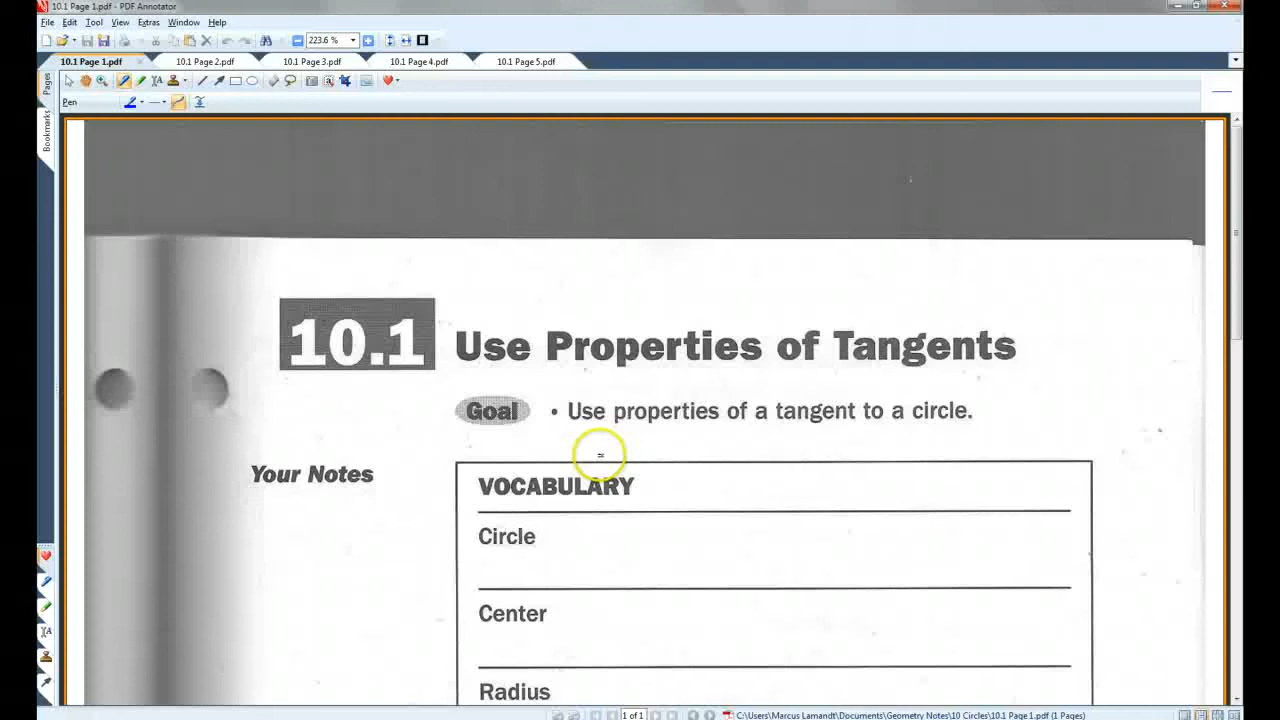 10.1 Page 1.pdf - PDF Annotator
File Edit Tool View Extras Window Help
223.6 %
10.1 Page 1.pdf 10.1 Page 2.pdf 10.1 Page 3.pdf 10.1 Page 4.pdf 10.1 Page 5.pdf
Pen
Pages
Bookmarks
10.1 Use Properties of Tangents
Goal • Use properties of a tangent to a circle.
Your Notes
VOCABULARY
Circle
Center
Radius
1 of 1 C:\Users\Marcus Lamandt\Documents\Geometry Notes\10 Circles\10.1 Page 1.pdf (1 Pages)